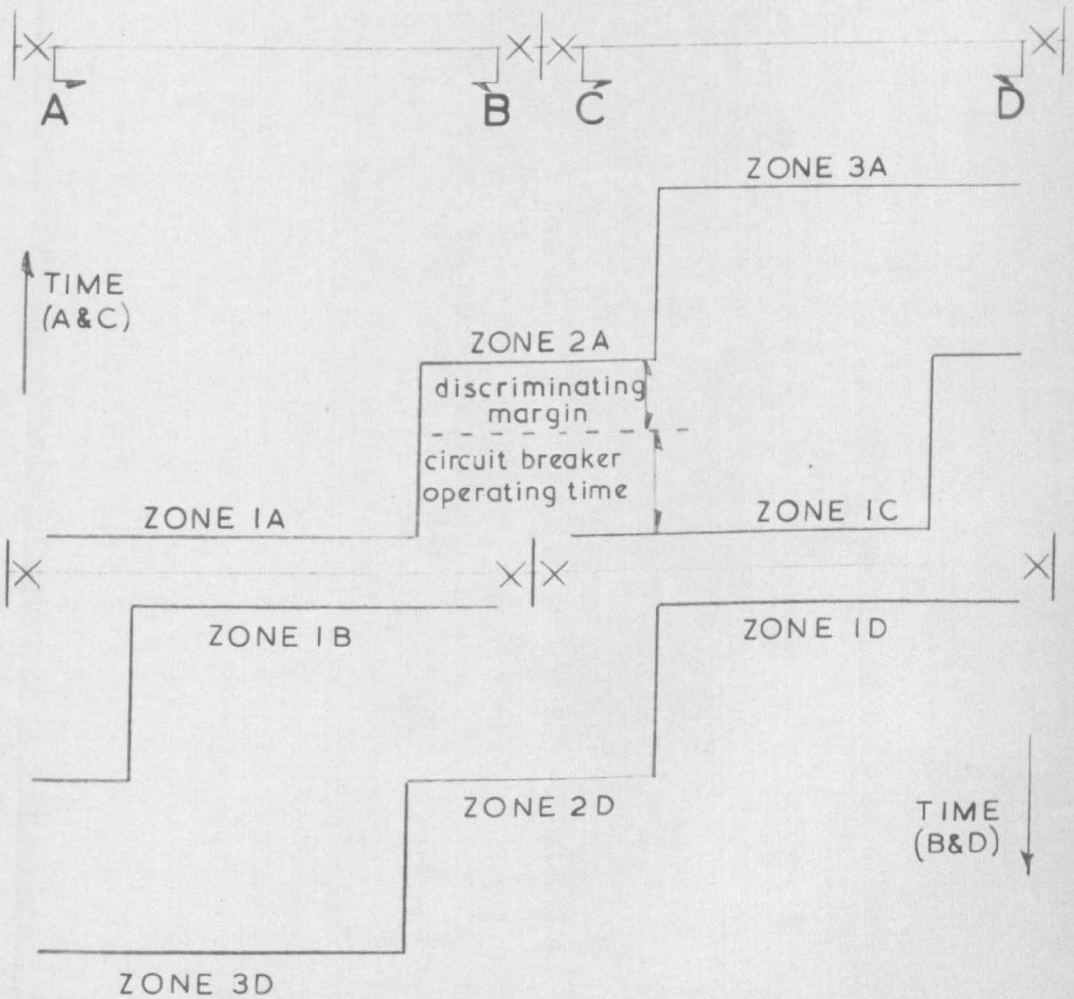 A
B
C
D
ZONE 3A
TIME
(A&C)
ZONE 2A
discriminating
margin
circuit breaker
operating time
ZONE 1A
ZONE 1C
ZONE 1B
ZONE 1D
ZONE 2D
TIME
(B&D)
ZONE 3D